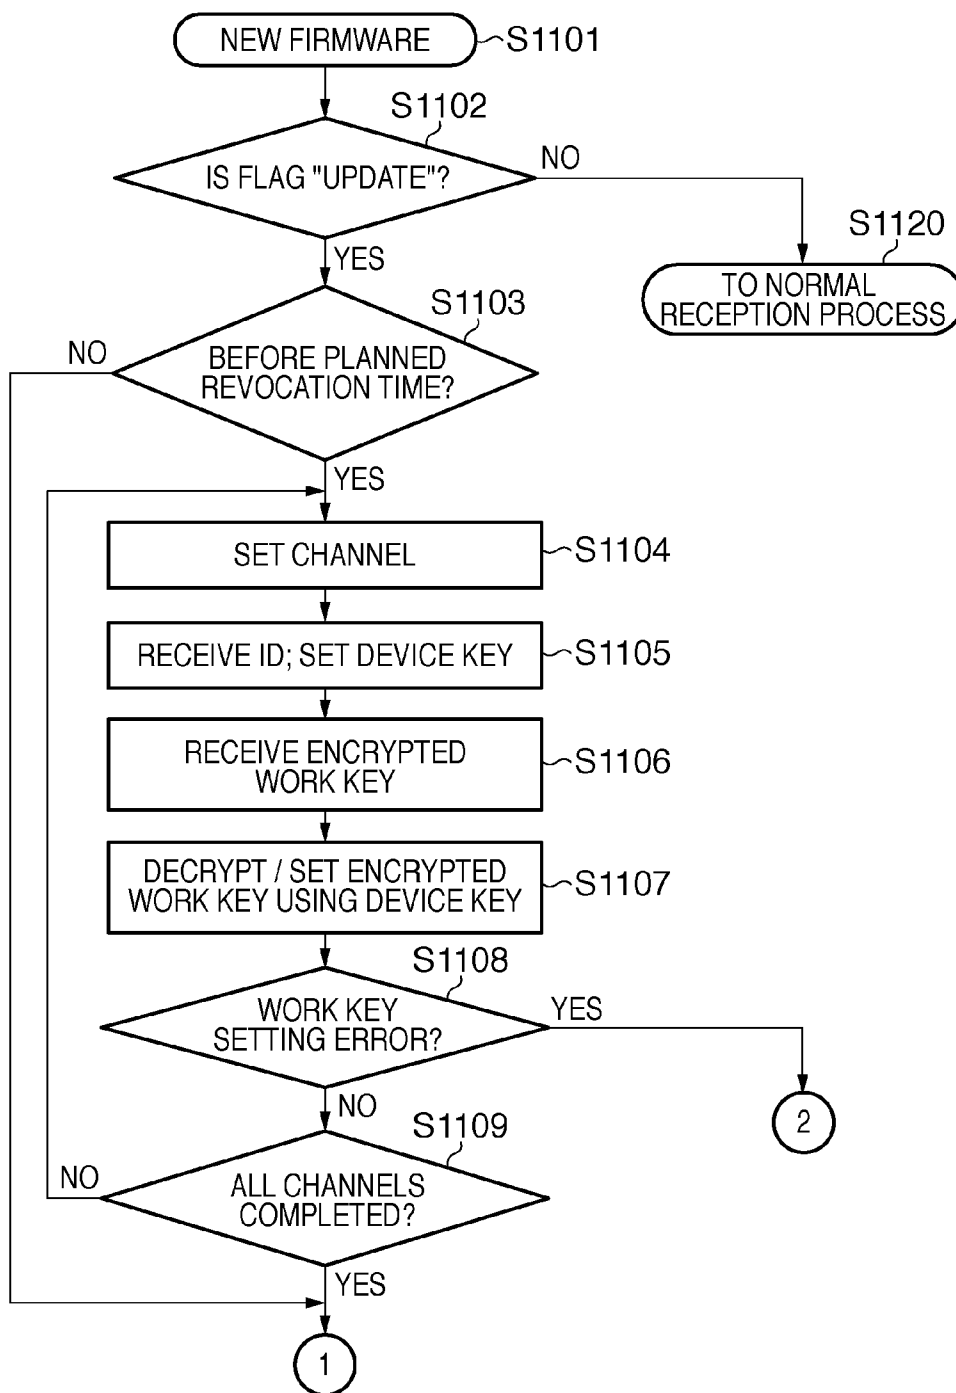 NEW FIRMWARE
S1101
S1102
IS FLAG "UPDATE"?
NO
YES
S1120
TO NORMAL
RECEPTION PROCESS
S1103
NO
BEFORE PLANNED
REVOCATION TIME?
YES
SET CHANNEL
S1104
RECEIVE ID; SET DEVICE KEY
S1105
RECEIVE ENCRYPTED
WORK KEY
S1106
DECRYPT / SET ENCRYPTED
WORK KEY USING DEVICE KEY
S1107
S1108
WORK KEY
SETTING ERROR?
YES
NO
2
S1109
NO
ALL CHANNELS
COMPLETED?
YES
1